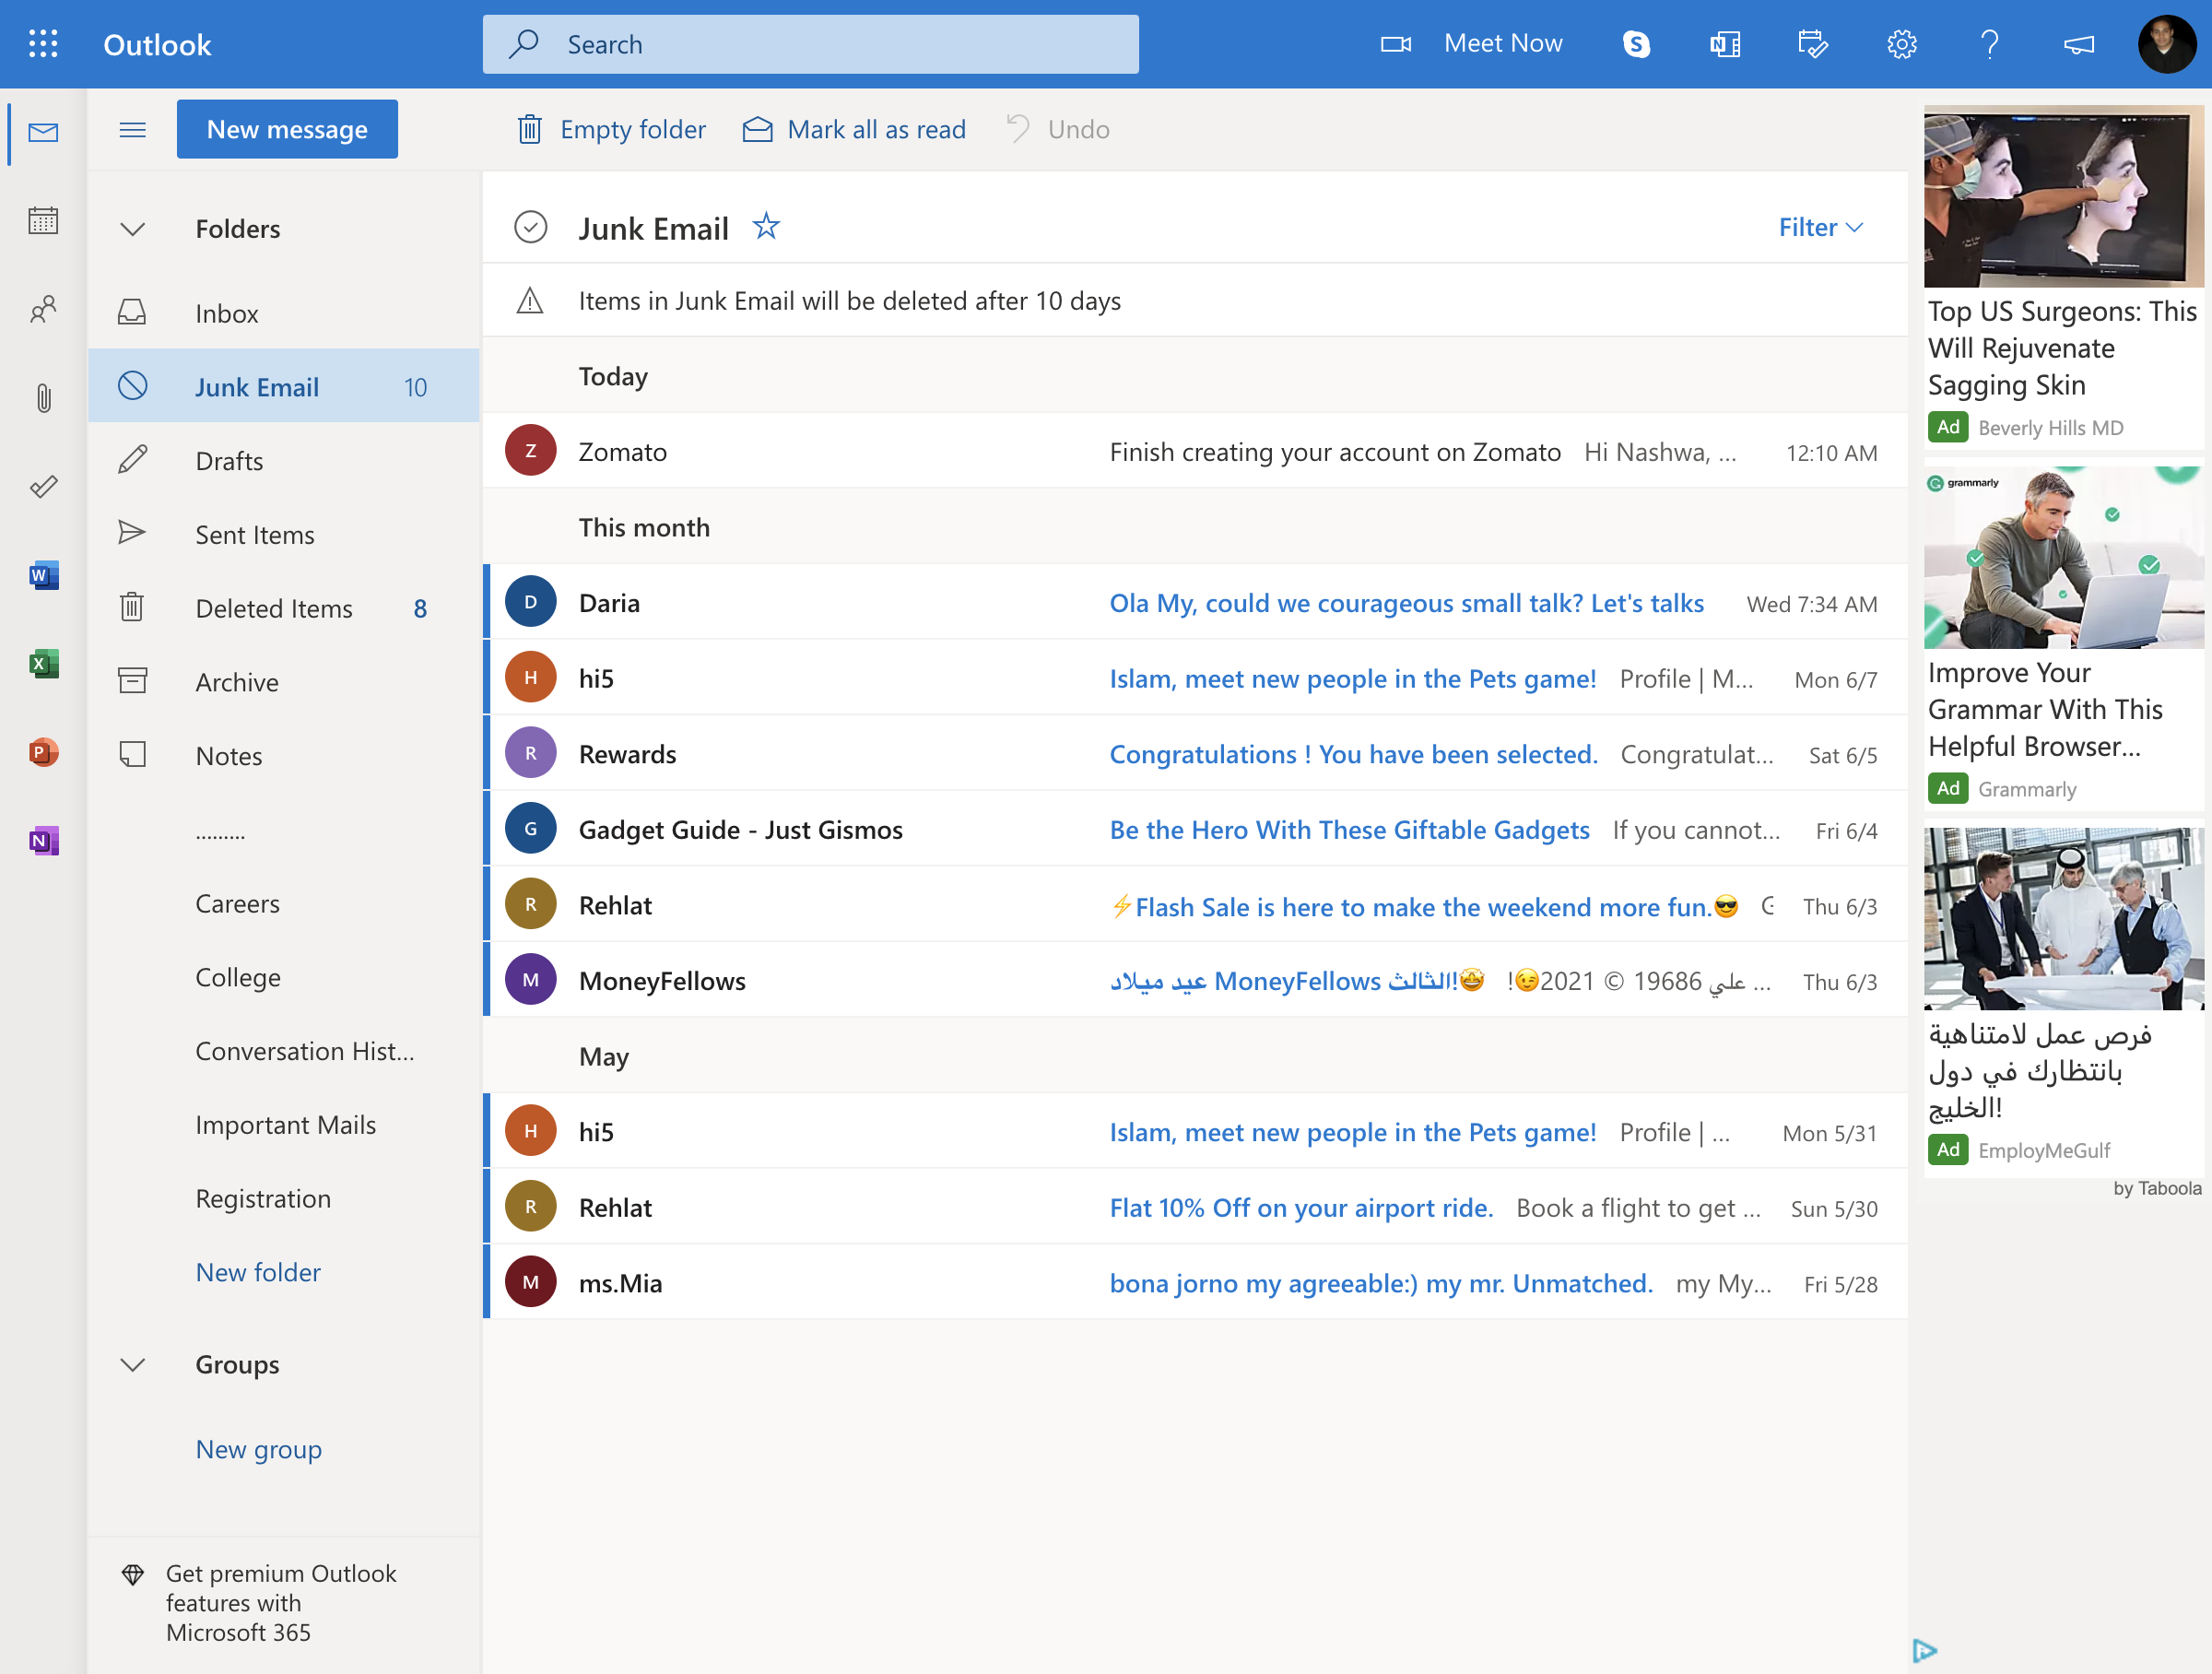 Outlook
Search
Meet Now
New message
Empty folder
Mark all as read
Undo
Folders
Inbox
Junk Email 10
Drafts
Sent Items
Deleted Items 8
Archive
Notes
.........
Careers
College
Conversation Hist...
Important Mails
Registration
New folder
Groups
New group
Get premium Outlook
features with
Microsoft 365
Junk Email
Filter
Items in Junk Email will be deleted after 10 days
Today
Z Zomato Finish creating your account on Zomato Hi Nashwa, ... 12:10 AM
This month
D Daria Ola My, could we courageous small talk? Let's talks Wed 7:34 AM
H hi5 Islam, meet new people in the Pets game! Profile | M... Mon 6/7
R Rewards Congratulations ! You have been selected. Congratulat... Sat 6/5
G Gadget Guide - Just Gismos Be the Hero With These Giftable Gadgets If you cannot... Fri 6/4
R Rehlat ⚡Flash Sale is here to make the weekend more fun.😎 Thu 6/3
M MoneyFellows عيد ميلاد MoneyFellows الثالث!🤩 !😉2021 © 19686 علي ... Thu 6/3
May
H hi5 Islam, meet new people in the Pets game! Profile | ... Mon 5/31
R Rehlat Flat 10% Off on your airport ride. Book a flight to get ... Sun 5/30
M ms.Mia bona jorno my agreeable:) my mr. Unmatched. my My... Fri 5/28
Top US Surgeons: This
Will Rejuvenate
Sagging Skin
Ad Beverly Hills MD
grammarly
Improve Your
Grammar With This
Helpful Browser...
Ad Grammarly
فرص عمل لامتناهية
بانتظارك في دول
الخليج!
Ad EmployMeGulf
by Taboola